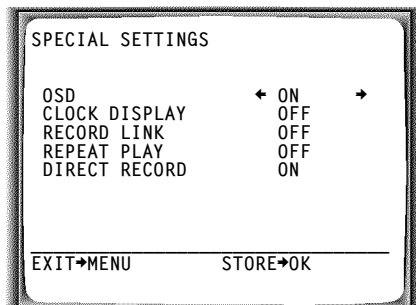 SPECIAL SETTINGS
OSD ← ON →
CLOCK DISPLAY OFF
RECORD LINK OFF
REPEAT PLAY OFF
DIRECT RECORD ON
EXIT→MENU STORE→OK